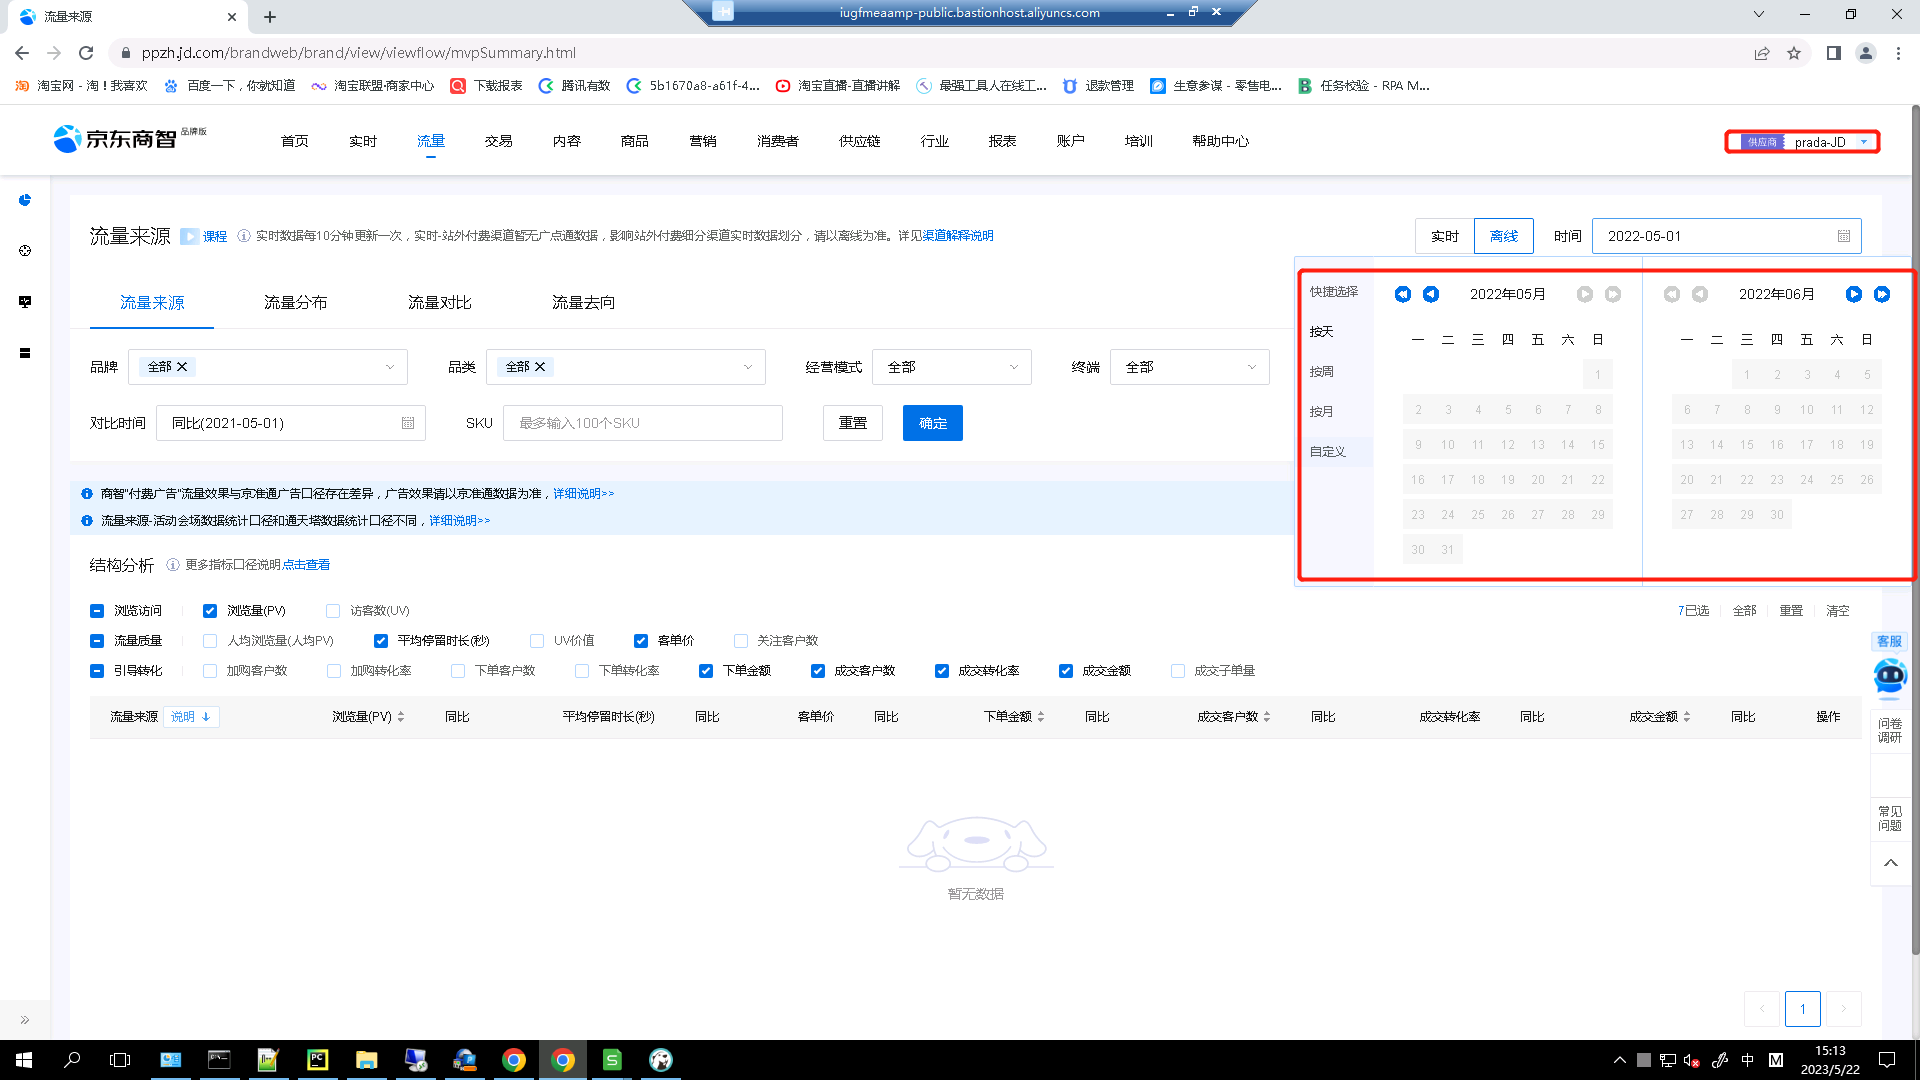 流量来源
iugfmeaamp-public.bastionhost.aliyuncs.com
ppzh.jd.com/brandweb/brand/view/viewflow/mvpSummary.html
淘宝网 - 淘！我喜欢
百度一下，你就知道
淘宝联盟·商家中心
下载报表
腾讯有数
5b1670a8-a61f-4...
淘宝直播-直播讲解
最强工具人在线工...
退款管理
生意参谋 - 零售电...
任务校验 - RPA M...
京东商智 品牌版
首页 实时 流量 交易 内容 商品 营销 消费者 供应链 行业 报表 账户 培训 帮助中心
供应商 prada-JD
流量来源 课程 实时数据每10分钟更新一次，实时-站外付费渠道暂无广点通数据，影响站外付费细分渠道实时数据划分，请以离线为准。详见渠道解释说明
实时 离线 时间 2022-05-01
流量来源 流量分布 流量对比 流量去向
快捷选择
按天
按周
按月
自定义
2022年05月
一 二 三 四 五 六 日
1
2 3 4 5 6 7 8
9 10 11 12 13 14 15
16 17 18 19 20 21 22
23 24 25 26 27 28 29
30 31
2022年06月
一 二 三 四 五 六 日
1 2 3 4 5
6 7 8 9 10 11 12
13 14 15 16 17 18 19
20 21 22 23 24 25 26
27 28 29 30
品牌 全部 品类 全部 经营模式 全部 终端 全部
对比时间 同比(2021-05-01) SKU 最多输入100个SKU 重置 确定
商智"付费广告"流量效果与京准通广告口径存在差异，广告效果请以京准通数据为准，详细说明>>
流量来源-活动会场数据统计口径和通天塔数据统计口径不同，详细说明>>
结构分析 更多指标口径说明点击查看
浏览访问 浏览量(PV) 访客数(UV)
7已选 全部 重置 清空
流量质量 人均浏览量(人均PV) 平均停留时长(秒) UV价值 客单价 关注客户数
引导转化 加购客户数 加购转化率 下单客户数 下单转化率 下单金额 成交客户数 成交转化率 成交金额 成交子单量
流量来源 说明 浏览量(PV) 同比 平均停留时长(秒) 同比 客单价 同比 下单金额 同比 成交客户数 同比 成交转化率 同比 成交金额 同比 操作
暂无数据
客服
问卷
调研
常见
问题
1
中
M
15:13
2023/5/22